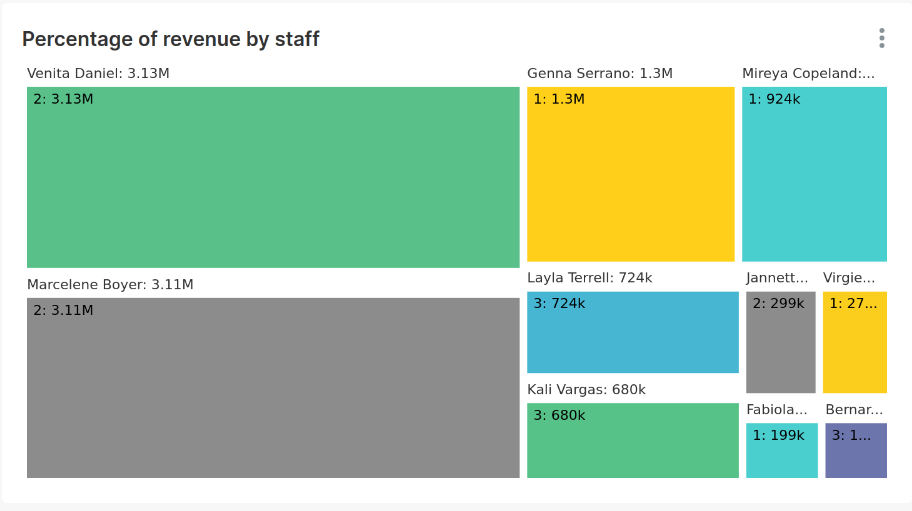 Percentage of revenue by staff
Venita Daniel: 3.13M
2: 3.13M
Marcelene Boyer: 3.11M
2: 3.11M
Genna Serrano: 1.3M
1: 1.3M
Mireya Copeland:...
1: 924k
Layla Terrell: 724k
3: 724k
Kali Vargas: 680k
3: 680k
Jannett...
2: 299k
Virgie...
1: 27...
Fabiola...
1: 199k
Bernar...
3: 1...